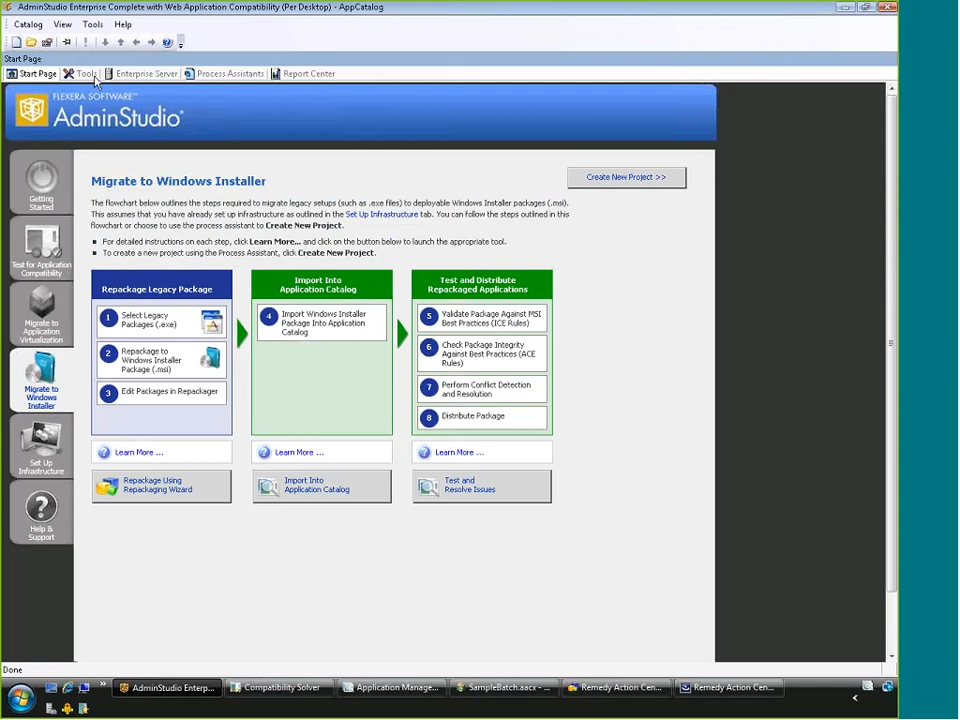 AdminStudio Enterprise Complete with Web Application Compatibility (Per Desktop) - AppCatalog
Catalog View Tools Help
Start Page
Start Page Tools Enterprise Server Process Assistants Report Center
FLEXERA SOFTWARE™
AdminStudio®
Getting Started
Test for Application Compatibility
Migrate to Application Virtualization
Migrate to Windows Installer
Set Up Infrastructure
Help & Support
Migrate to Windows Installer
Create New Project >>
The flowchart below outlines the steps required to migrate legacy setups (such as .exe files) to deployable Windows Installer packages (.msi).
This assumes that you have already set up infrastructure as outlined in the Set Up Infrastructure tab. You can follow the steps outlined in this
flowchart or choose to use the process assistant to Create New Project.
For detailed instructions on each step, click Learn More... and click on the button below to launch the appropriate tool.
To create a new project using the Process Assistant, click Create New Project.
Repackage Legacy Package
1 Select Legacy
Packages (.exe)
2 Repackage to
Windows Installer
Package (.msi)
3 Edit Packages in Repackager
Learn More ...
Repackage Using
Repackaging Wizard
Import Into
Application Catalog
4 Import Windows Installer
Package Into Application
Catalog
Learn More ...
Import Into
Application Catalog
Test and Distribute
Repackaged Applications
5 Validate Package Against MSI
Best Practices (ICE Rules)
6 Check Package Integrity
Against Best Practices (ACE
Rules)
7 Perform Conflict Detection
and Resolution
8 Distribute Package
Learn More ...
Test and
Resolve Issues
Done
AdminStudio Enterp... Compatibility Solver Application Manage... SampleBatch.aacx - ... Remedy Action Cen... Remedy Action Cen...